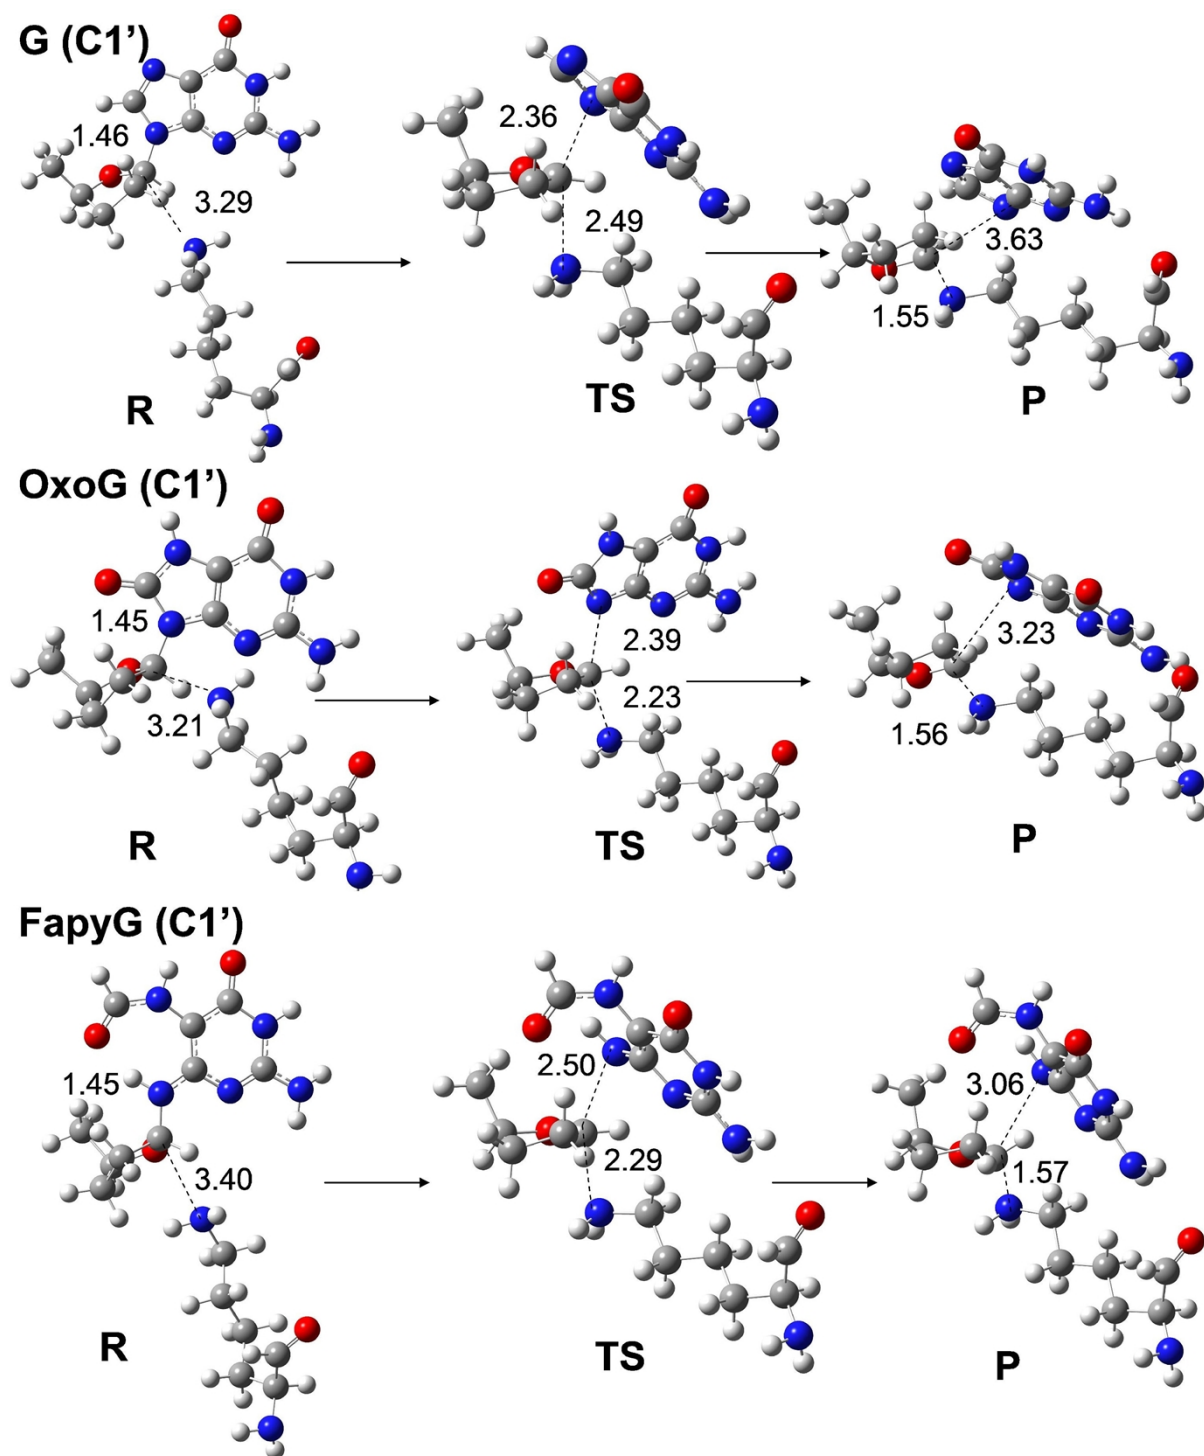 G (C1')
1.46
3.29
R
2.36
2.49
TS
3.63
1.55
P
OxoG (C1')
1.45
3.21
R
2.39
2.23
TS
3.23
1.56
P
FapyG (C1')
1.45
3.40
R
2.50
2.29
TS
3.06
1.57
P